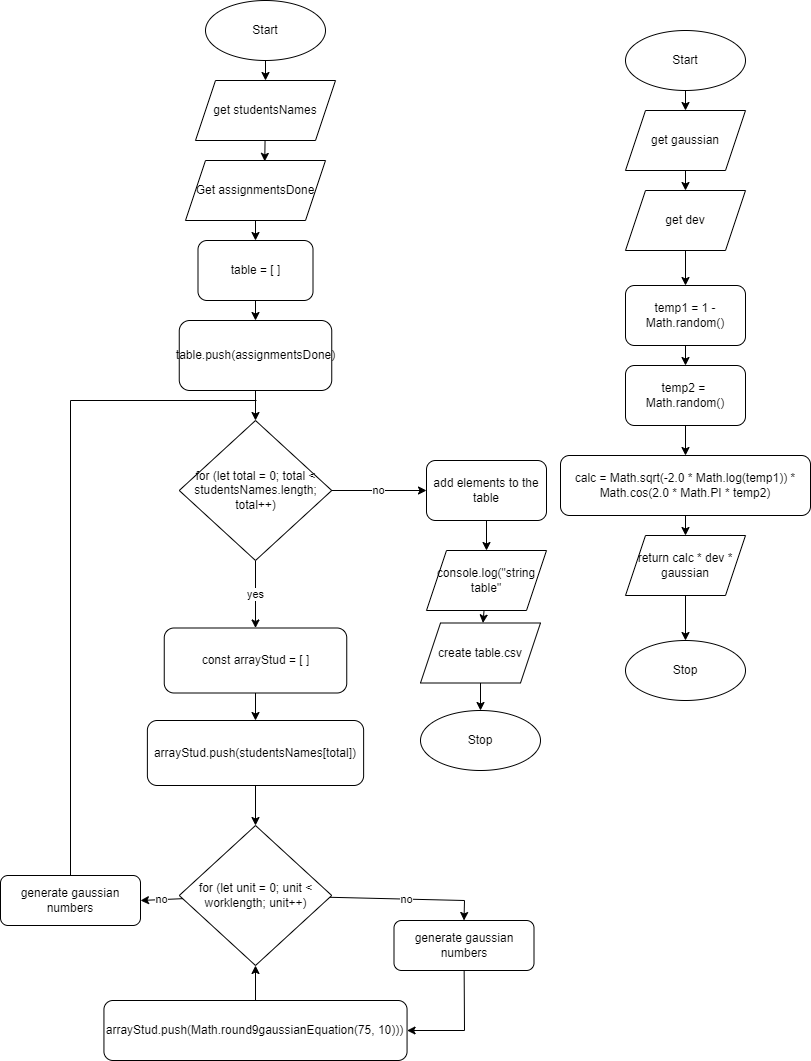 Start
get studentsNames
Get assignmentsDone
table = [ ]
table.push(assignmentsDone)
for (let total = 0; total <
studentsNames.length;
total++)
no
add elements to the
table
console.log("string
table"
create table.csv
Stop
yes
const arrayStud = [ ]
arrayStud.push(studentsNames[total])
for (let unit = 0; unit <
worklength; unit++)
no
generate gaussian
numbers
no
generate gaussian
numbers
arrayStud.push(Math.round9gaussianEquation(75, 10)))
Start
get gaussian
get dev
temp1 = 1 -
Math.random()
temp2 =
Math.random()
calc = Math.sqrt(-2.0 * Math.log(temp1)) *
Math.cos(2.0 * Math.PI * temp2)
return calc * dev *
gaussian
Stop